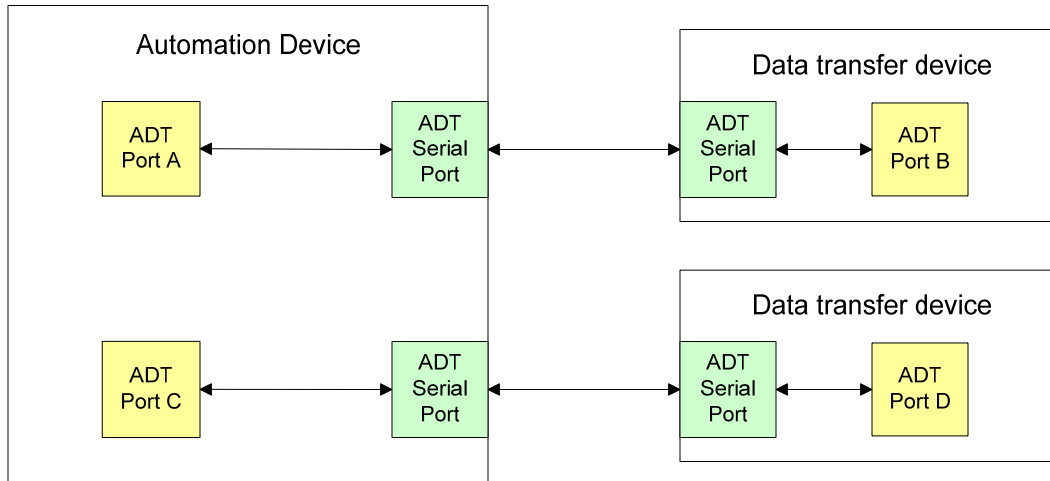 Automation Device
Data transfer device
ADT
Port A
ADT
Serial
Port
ADT
Serial
Port
ADT
Port B
Data transfer device
ADT
Port C
ADT
Serial
Port
ADT
Serial
Port
ADT
Port D